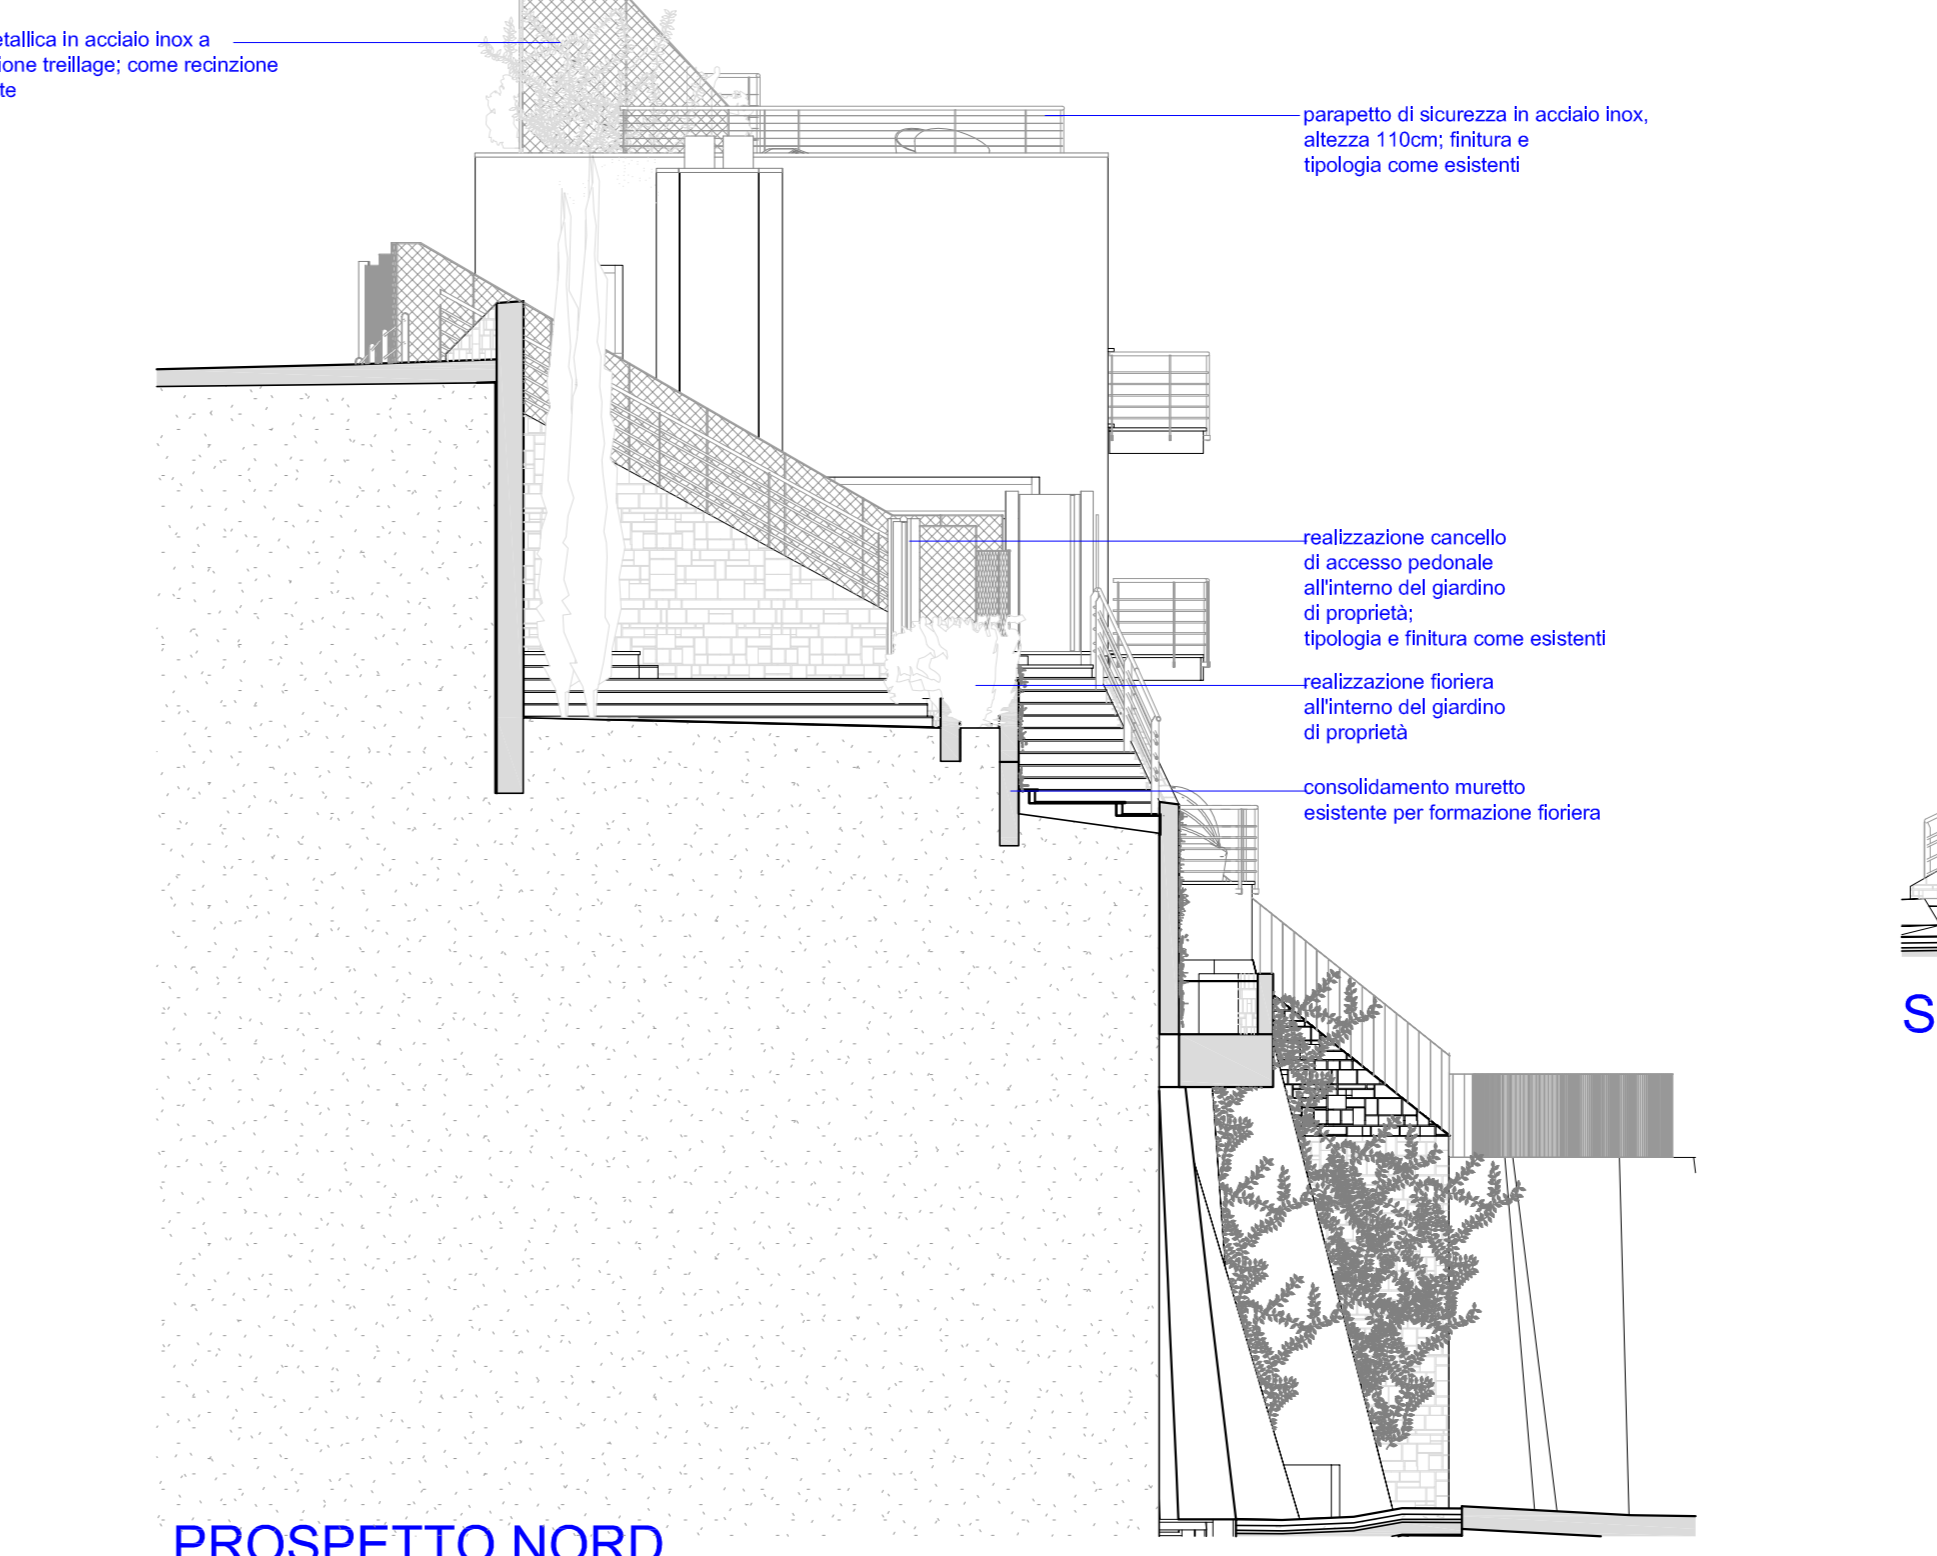 etallica in acciaio inox a
ione treillage; come recinzione
te
parapetto di sicurezza in acciaio inox,
altezza 110cm; finitura e
tipologia come esistenti
realizzazione cancello
di accesso pedonale
all'interno del giardino
di proprietà;
tipologia e finitura come esistenti
realizzazione fioriera
all'interno del giardino
di proprietà
consolidamento muretto
esistente per formazione fioriera
S
PROSPETTO NORD